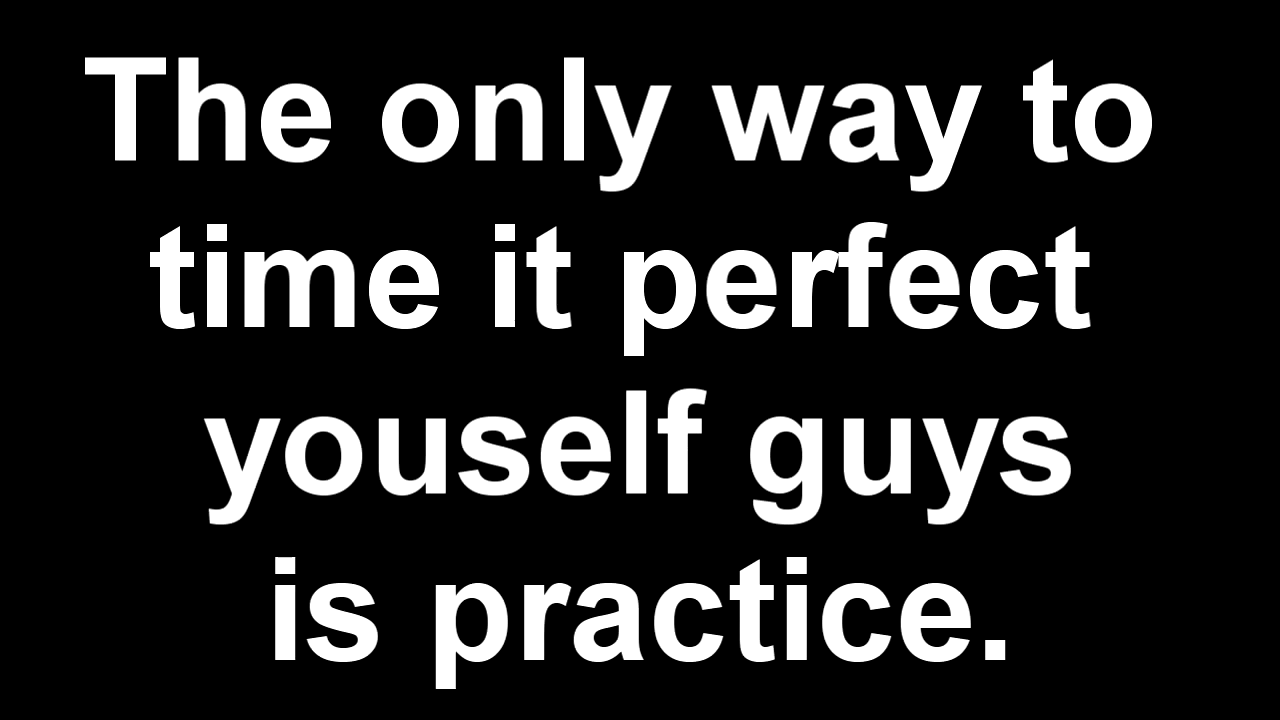 The only way to
time it perfect
youself guys
is practice.